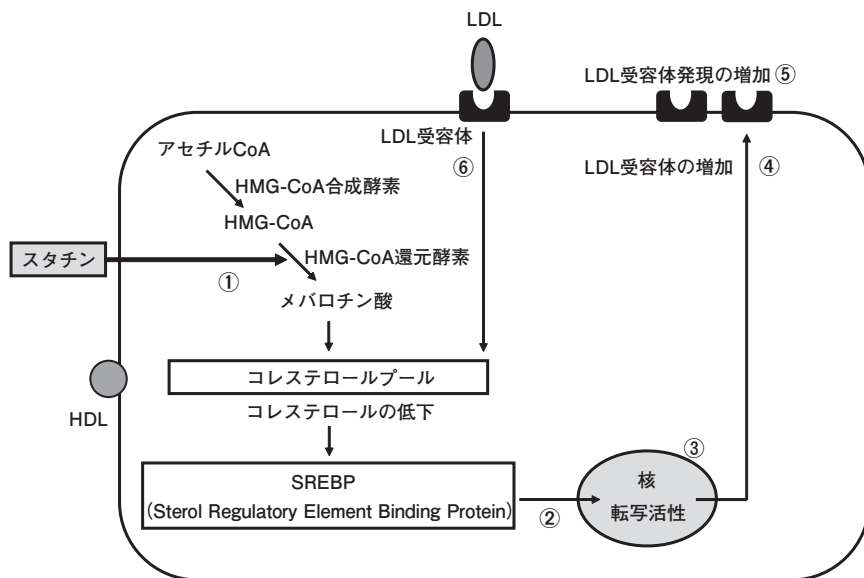 LDL
LDL受容体発現の増加 ⑤
LDL受容体
⑥
LDL受容体の増加 ④
アセチルCoA
HMG-CoA合成酵素
HMG-CoA
HMG-CoA還元酵素
スタチン
①
メバロチン酸
コレステロールプール
HDL
コレステロールの低下
SREBP
(Sterol Regulatory Element Binding Protein)
②
③
核
転写活性